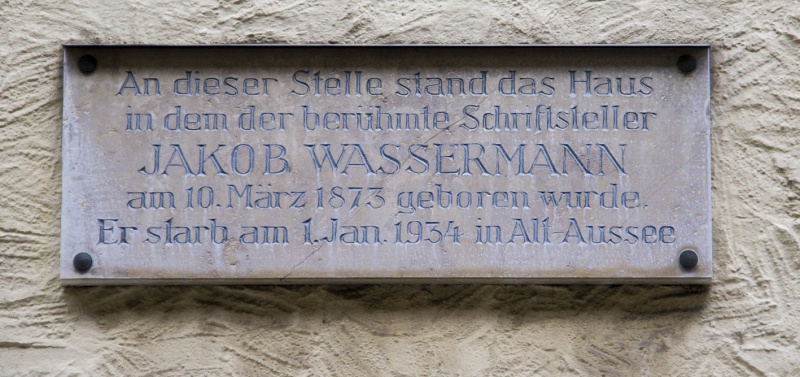 An dieser Stelle stand das Haus
in dem der berühmte Schriftsteller
JAKOB WASSERMANN
am 10. März 1873 geboren wurde.
Er starb am 1. Jan. 1934 in Alt-Aussee